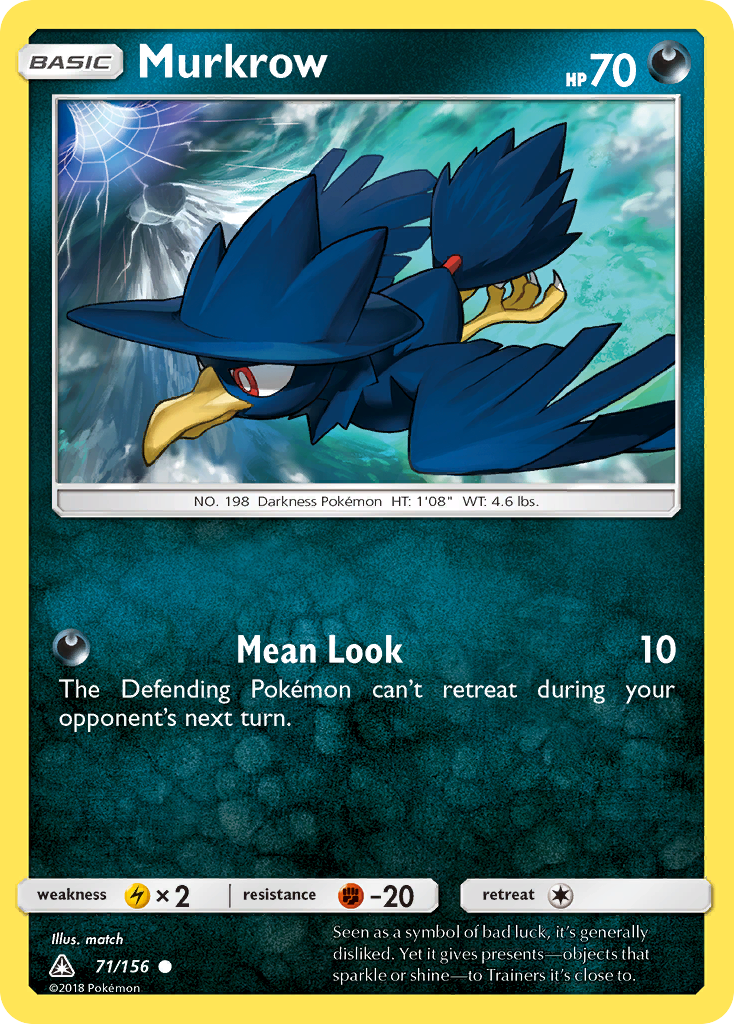 BASIC Murkrow HP 70
NO. 198 Darkness Pokémon HT: 1'08" WT: 4.6 lbs.
Mean Look 10
The Defending Pokémon can't retreat during your
opponent's next turn.
weakness ×2 resistance -20 retreat
Illus. match
71/156
©2018 Pokémon
Seen as a symbol of bad luck, it's generally
disliked. Yet it gives presents—objects that
sparkle or shine—to Trainers it's close to.